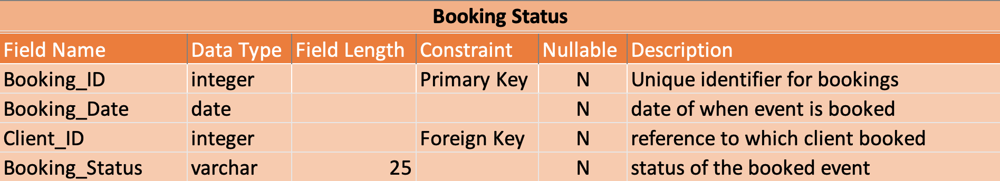 Booking Status
Field Name Data Type Field Length Constraint Nullable Description
Booking_ID integer Primary Key N Unique identifier for bookings
Booking_Date date N date of when event is booked
Client_ID integer Foreign Key N reference to which client booked
Booking_Status varchar 25 N status of the booked event